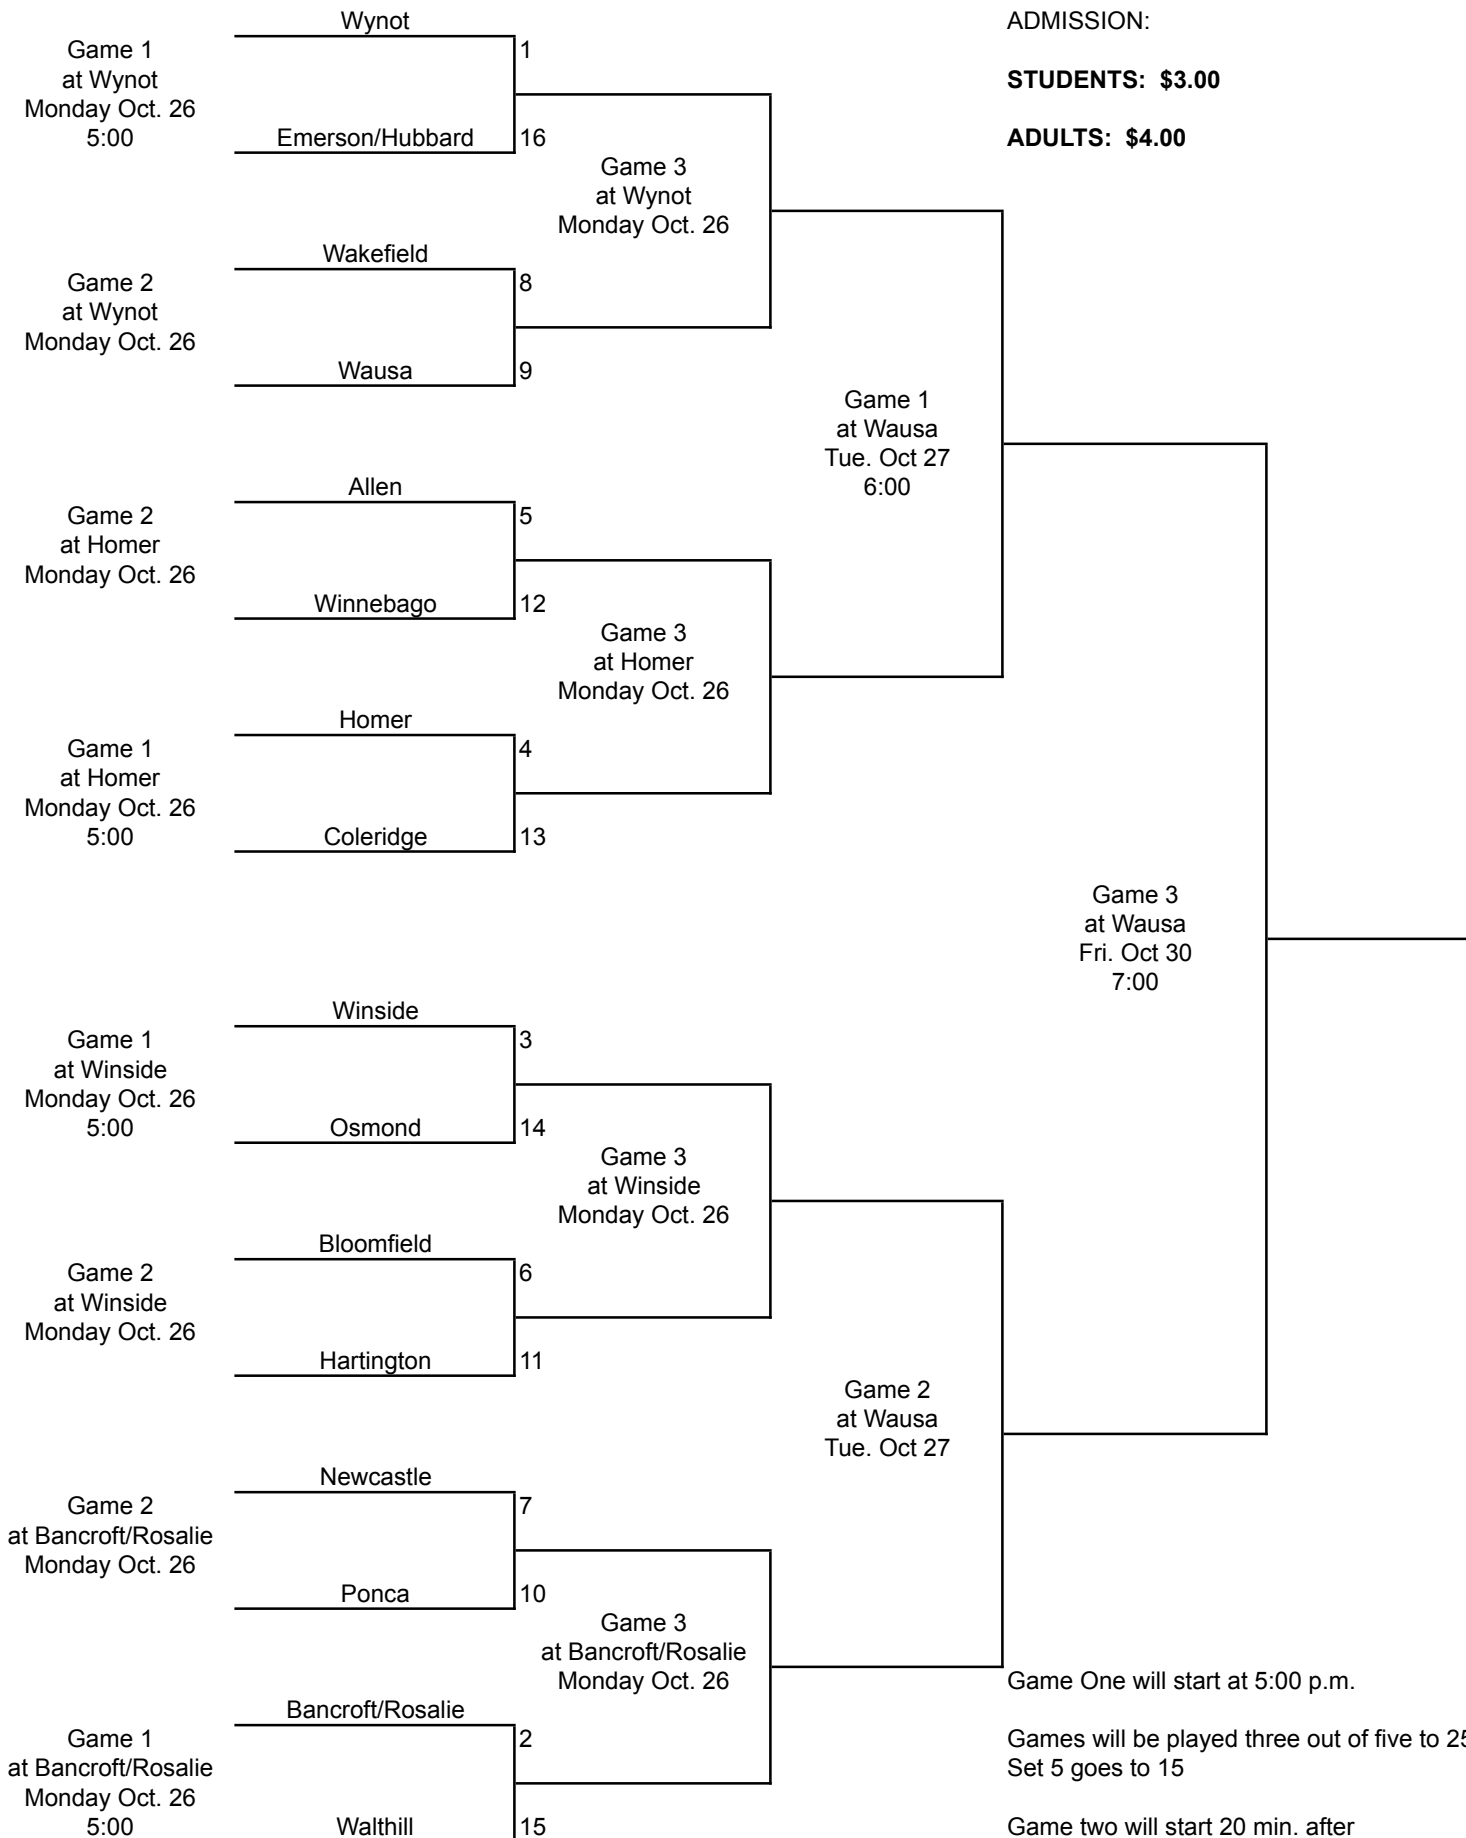 Wynot
ADMISSION:
Game 1
at Wynot
Monday Oct. 26
5:00
1
STUDENTS:  $3.00
Emerson/Hubbard
16
ADULTS:  $4.00
Game 3
at Wynot
Monday Oct. 26
Wakefield
Game 2
at Wynot
Monday Oct. 26
8
Wausa
9
Game 1
at Wausa
Tue. Oct 27
6:00
Allen
Game 2
at Homer
Monday Oct. 26
5
Winnebago
12
Game 3
at Homer
Monday Oct. 26
Homer
Game 1
at Homer
Monday Oct. 26
5:00
4
Coleridge
13
Game 3
at Wausa
Fri. Oct 30
7:00
Winside
Game 1
at Winside
Monday Oct. 26
5:00
3
Osmond
14
Game 3
at Winside
Monday Oct. 26
Bloomfield
Game 2
at Winside
Monday Oct. 26
6
Hartington
11
Game 2
at Wausa
Tue. Oct 27
Newcastle
Game 2
at Bancroft/Rosalie
Monday Oct. 26
7
Ponca
10
Game 3
at Bancroft/Rosalie
Monday Oct. 26
Bancroft/Rosalie
Game 1
at Bancroft/Rosalie
Monday Oct. 26
5:00
2
Walthill
15
Game One will start at 5:00 p.m.
Games will be played three out of five to 25
Set 5 goes to 15
Game two will start 20 min. after